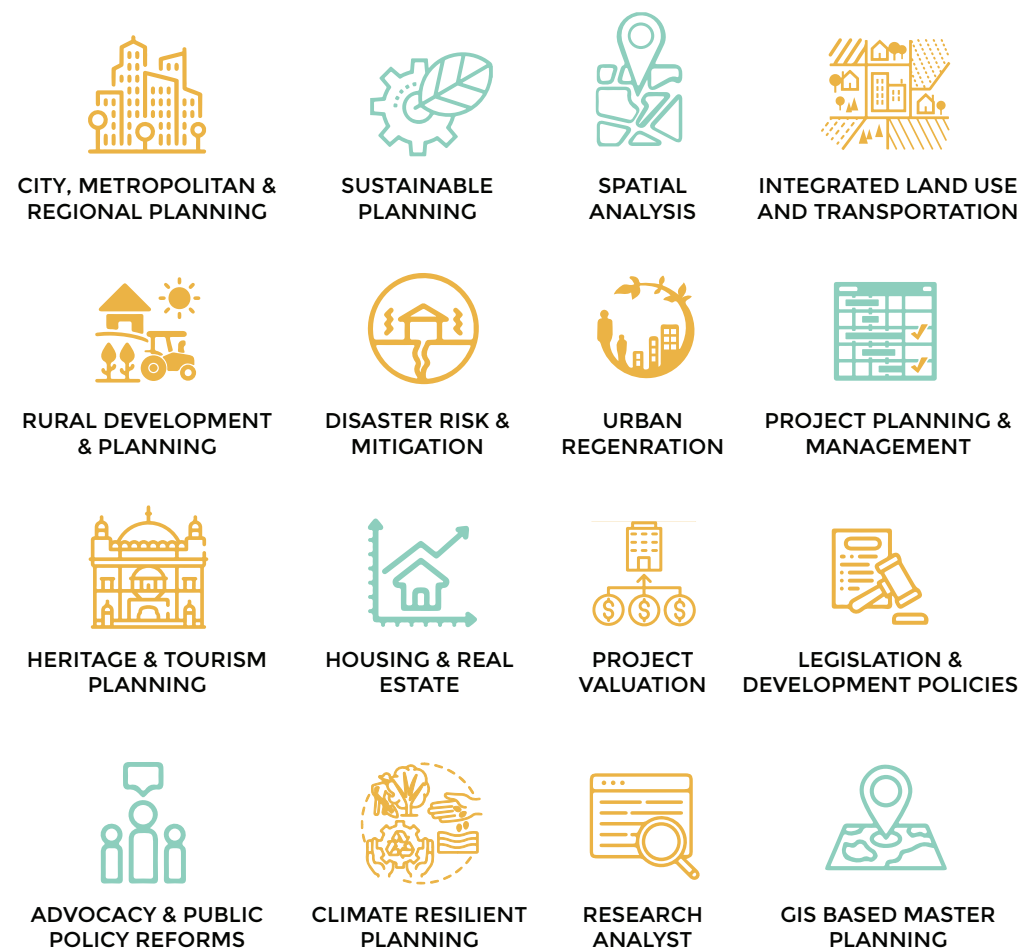 CITY, METROPOLITAN &
REGIONAL PLANNING
SUSTAINABLE
PLANNING
SPATIAL
ANALYSIS
INTEGRATED LAND USE
AND TRANSPORTATION
RURAL DEVELOPMENT
& PLANNING
DISASTER RISK &
MITIGATION
URBAN
REGENRATION
PROJECT PLANNING &
MANAGEMENT
HERITAGE & TOURISM
PLANNING
HOUSING & REAL
ESTATE
$ $ $
PROJECT
VALUATION
LEGISLATION &
DEVELOPMENT POLICIES
ADVOCACY & PUBLIC
POLICY REFORMS
CLIMATE RESILIENT
PLANNING
RESEARCH
ANALYST
GIS BASED MASTER
PLANNING